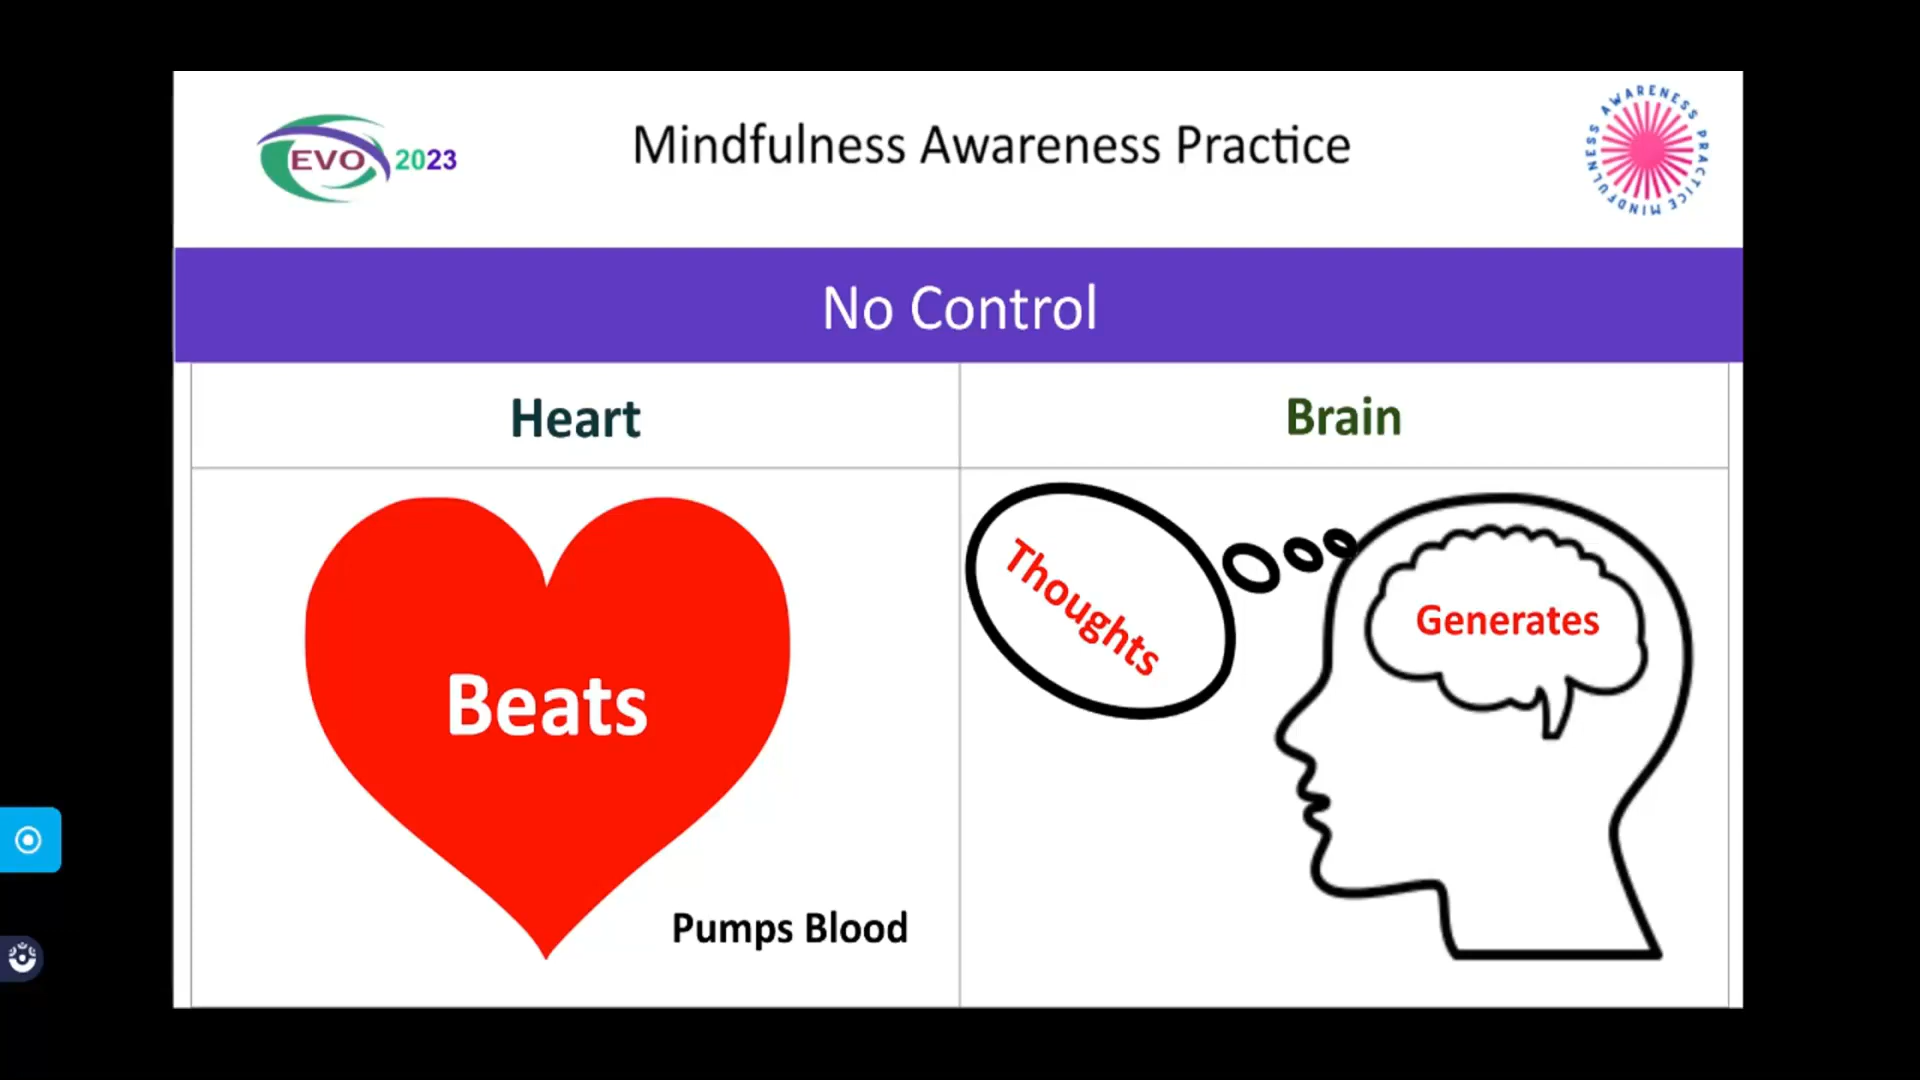 EVO 2023
Mindfulness Awareness Practice
MINDFULNESS AWARENESS PRACTICE
No Control
Heart
Brain
Thoughts
Generates
Beats
Pumps Blood